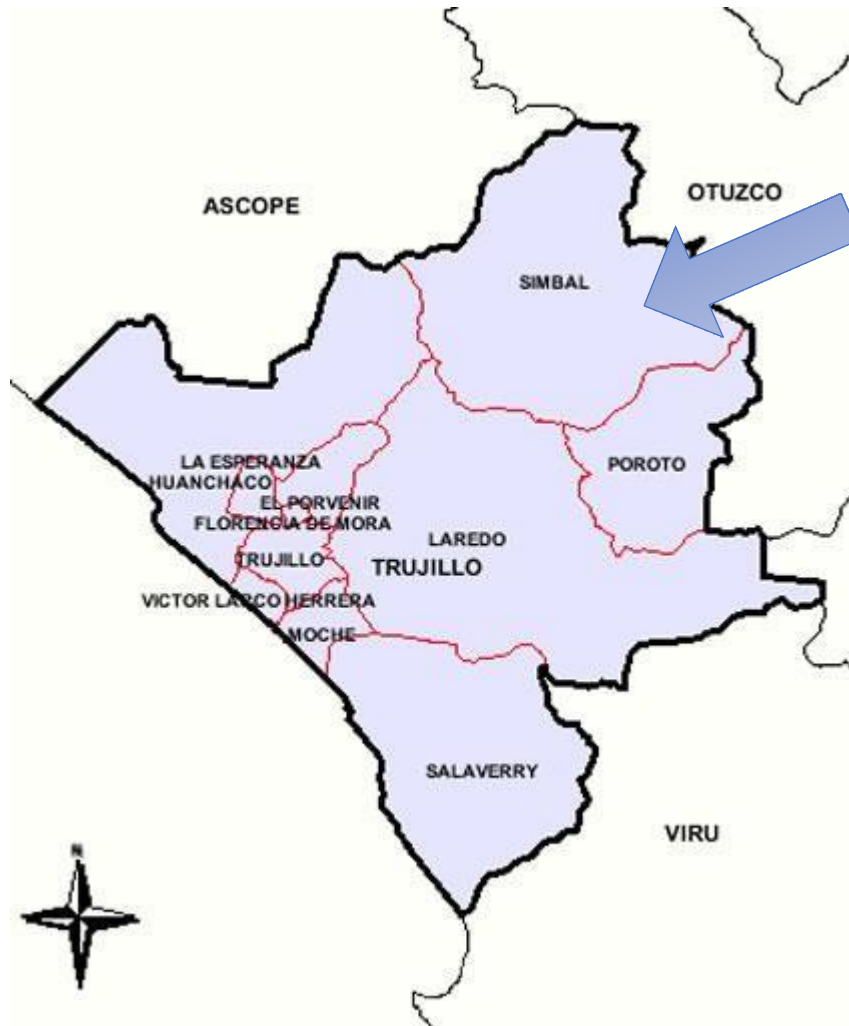 OTUZCO
ASCOPE
SIMBAL
LA ESPERANZA
POROTO
HUANCHACO
EL PORVENIR
FLORENCIA DE MORA
LAREDO
TRUJILLO
TRUJILLO
VICTOR LARCO HERRERA
MOCHE
SALAVERRY
VIRU
N